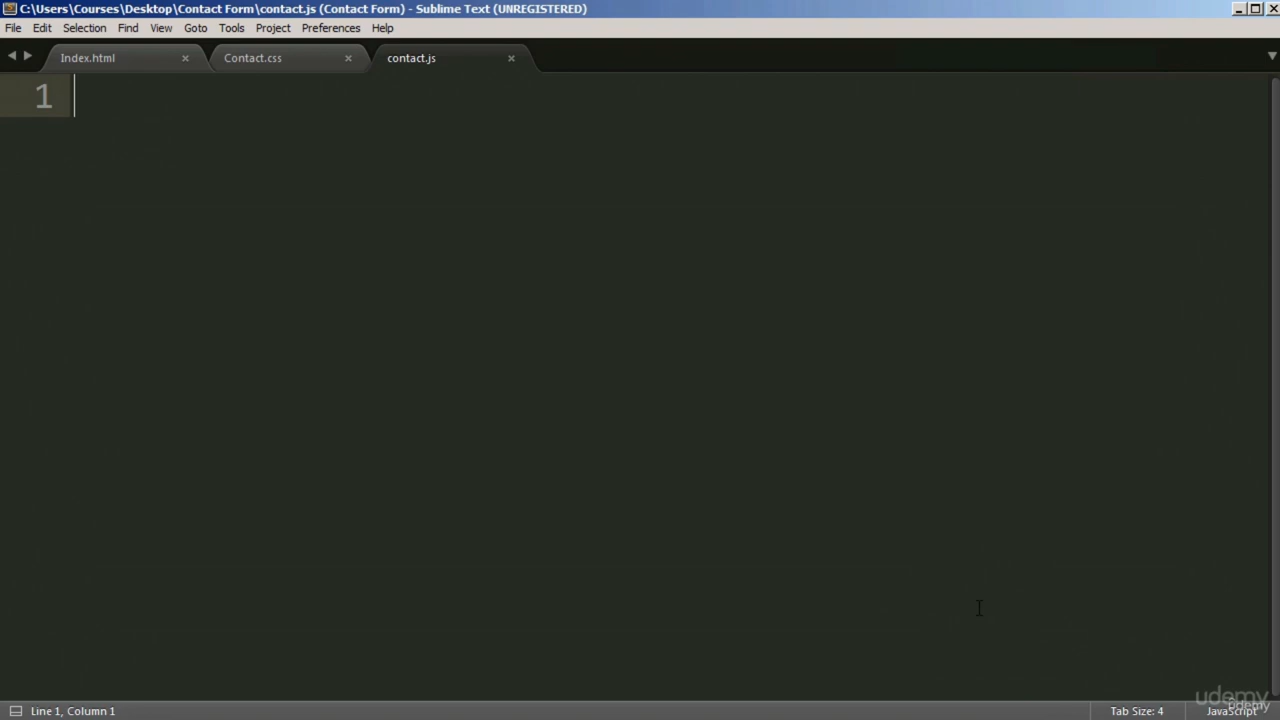 C:\Users\Courses\Desktop\Contact Form\contact.js (Contact Form) - Sublime Text (UNREGISTERED)
File Edit Selection Find View Goto Tools Project Preferences Help
Index.html Contact.css contact.js
1
udemy
udemy
Line 1, Column 1 Tab Size: 4 JavaScript